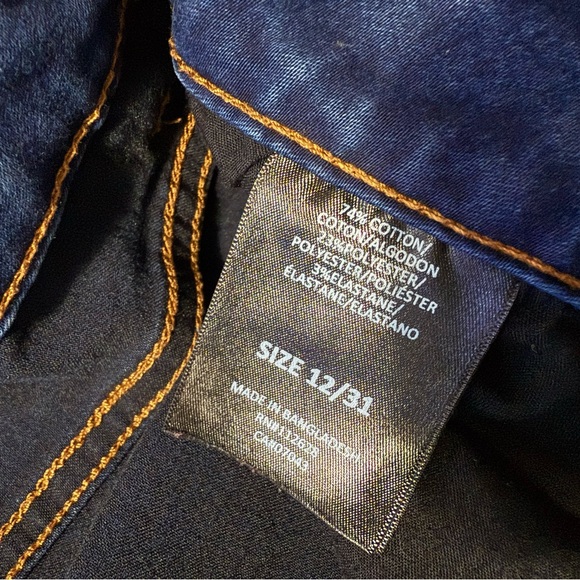 74% COTTON/
COTON/ALGODON
23%POLYESTER/
POLYESTER/POLIÉSTER
3%ELASTANE/
ÉLASTANE/ELASTANO
SIZE 12/31
MADE IN BANGLADESH